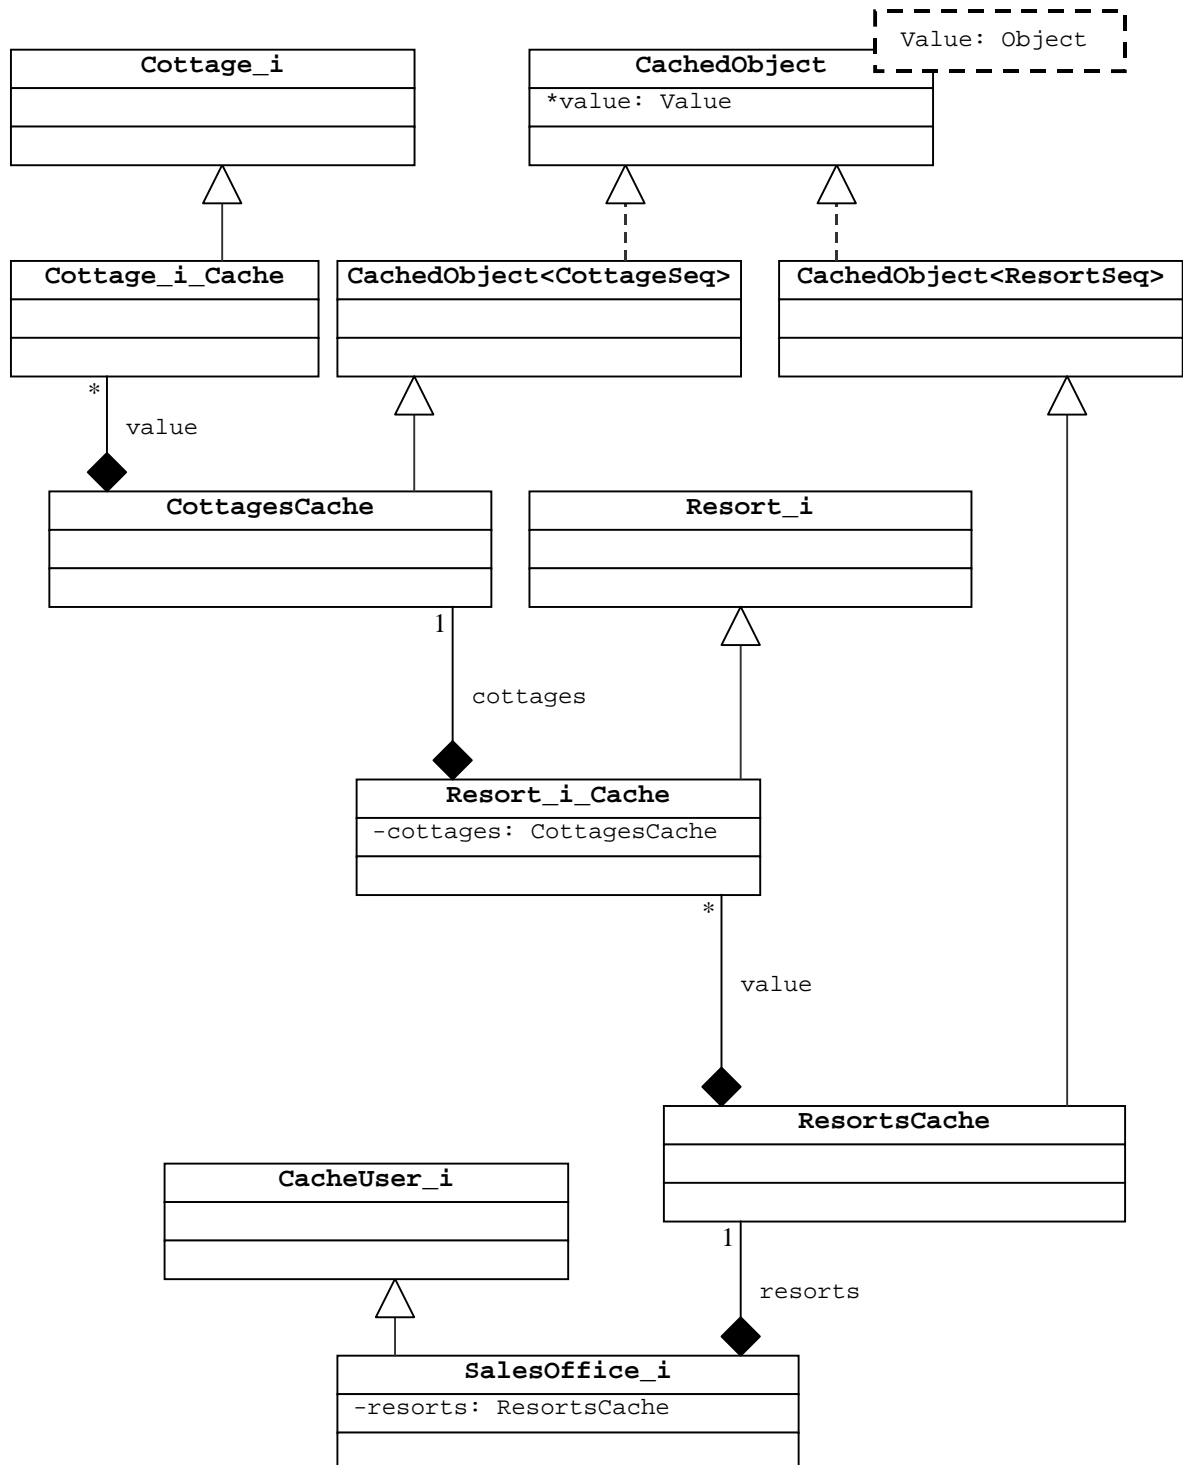 Value: Object
Cottage_i
CachedObject
*value: Value
Cottage_i_Cache
CachedObject<CottageSeq>
CachedObject<ResortSeq>
*
value
CottagesCache
Resort_i
1
cottages
Resort_i_Cache
-cottages: CottagesCache
*
value
ResortsCache
CacheUser_i
1
resorts
SalesOffice_i
-resorts: ResortsCache